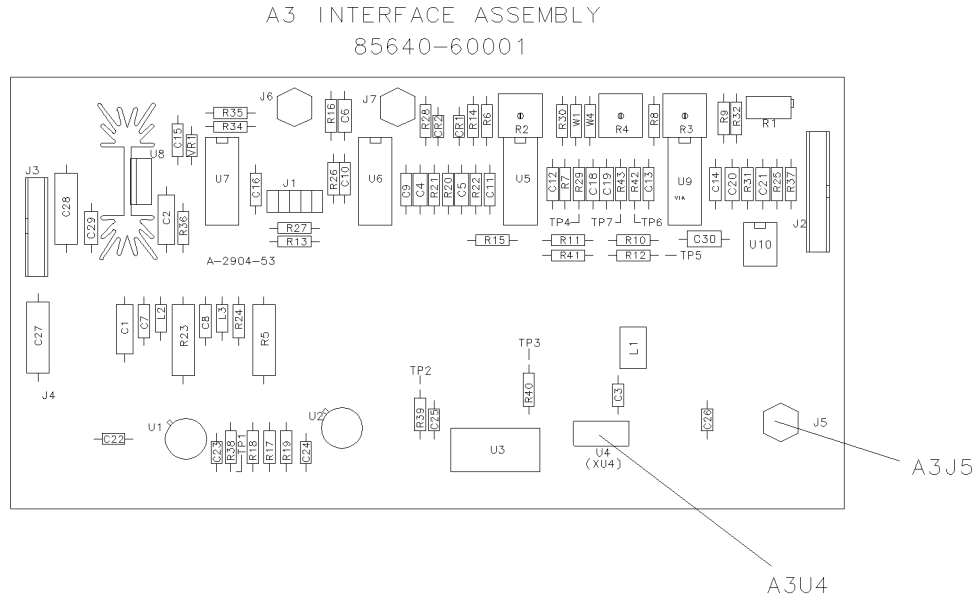 A3 INTERFACE ASSEMBLY
85640-60001
J6
J7
R35
R34
R16
C6
R28
CR2
CR1
R14
R6
R2
R30
W1
W4
R4
R8
R3
R9
R32
R1
C15
VR1
U8
J3
C28
C29
C2
R36
U7
C16
J1
R26
C10
U6
C9
C4
R21
R20
C5
R22
C11
U5
C12
R7
R29
C18
C19
R43
R42
C13
U9
VIA
C14
C20
R31
C21
R25
R37
J2
TP4
TP7
TP6
R27
R13
R15
R11
R10
C30
U10
R41
R12
TP5
A-2904-53
C27
C1
C7
L2
R23
C8
L3
R24
R5
J4
TP2
TP3
L1
R40
C3
R39
C25
C26
J5
U1
U2
C22
C23
R38
TP1
R18
R17
R19
C24
U3
U4
(XU4)
A3J5
A3U4